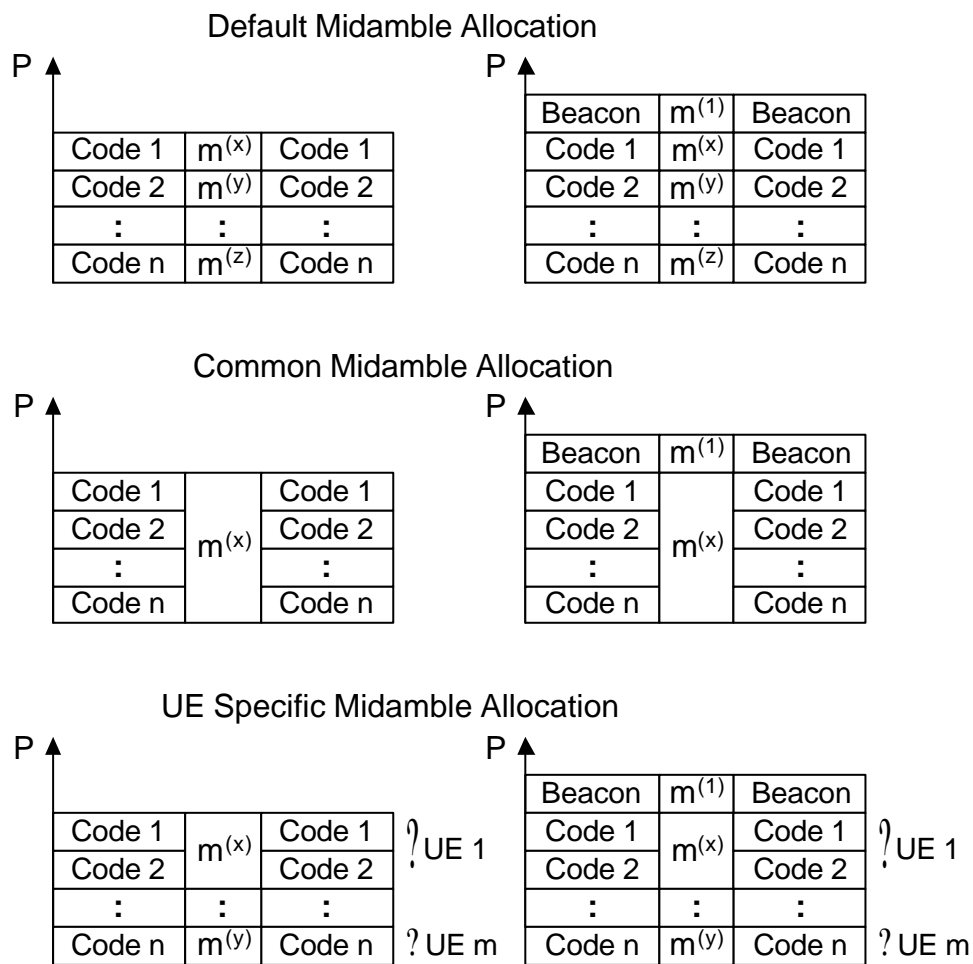 Default Midamble Allocation
P P
Beacon m(1) Beacon
Code 1 m(x) Code 1 Code 1 m(x) Code 1
Code 2 m(y) Code 2 Code 2 m(y) Code 2
: : : : : :
Code n m(z) Code n Code n m(z) Code n
Common Midamble Allocation
P P
Beacon m(1) Beacon
Code 1 Code 1 Code 1 Code 1
Code 2 Code 2 Code 2 Code 2
m(x) m(x)
: : : :
Code n Code n Code n Code n
UE Specific Midamble Allocation
P P
Beacon m(1) Beacon
Code 1 Code 1 Code 1 Code 1
m(x) ? UE 1 m(x) ? UE 1
Code 2 Code 2 Code 2 Code 2
: : : : : :
Code n m(y) Code n ? UE m Code n m(y) Code n ? UE m